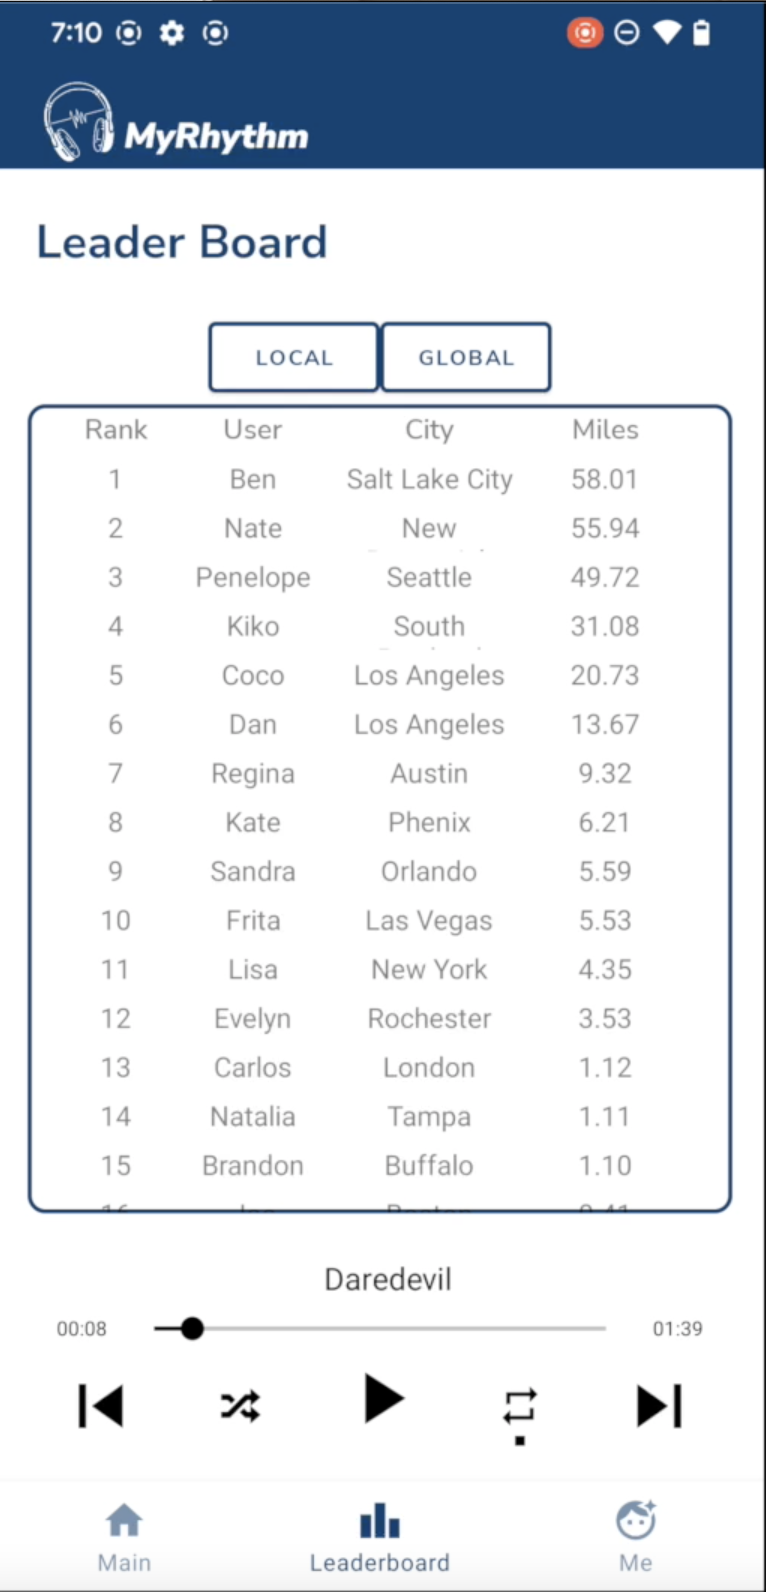 7:10
MyRhythm
Leader Board
LOCAL GLOBAL
Rank User City Miles
1 Ben Salt Lake City 58.01
2 Nate New 55.94
3 Penelope Seattle 49.72
4 Kiko South 31.08
5 Coco Los Angeles 20.73
6 Dan Los Angeles 13.67
7 Regina Austin 9.32
8 Kate Phenix 6.21
9 Sandra Orlando 5.59
10 Frita Las Vegas 5.53
11 Lisa New York 4.35
12 Evelyn Rochester 3.53
13 Carlos London 1.12
14 Natalia Tampa 1.11
15 Brandon Buffalo 1.10
Daredevil
00:08 01:39
Main Leaderboard Me